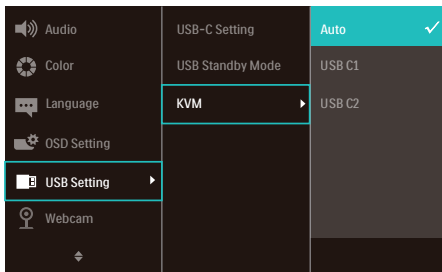 Audio
Color
Language
OSD Setting
USB Setting
Webcam
USB-C Setting
USB Standby Mode
KVM
Auto
USB C1
USB C2